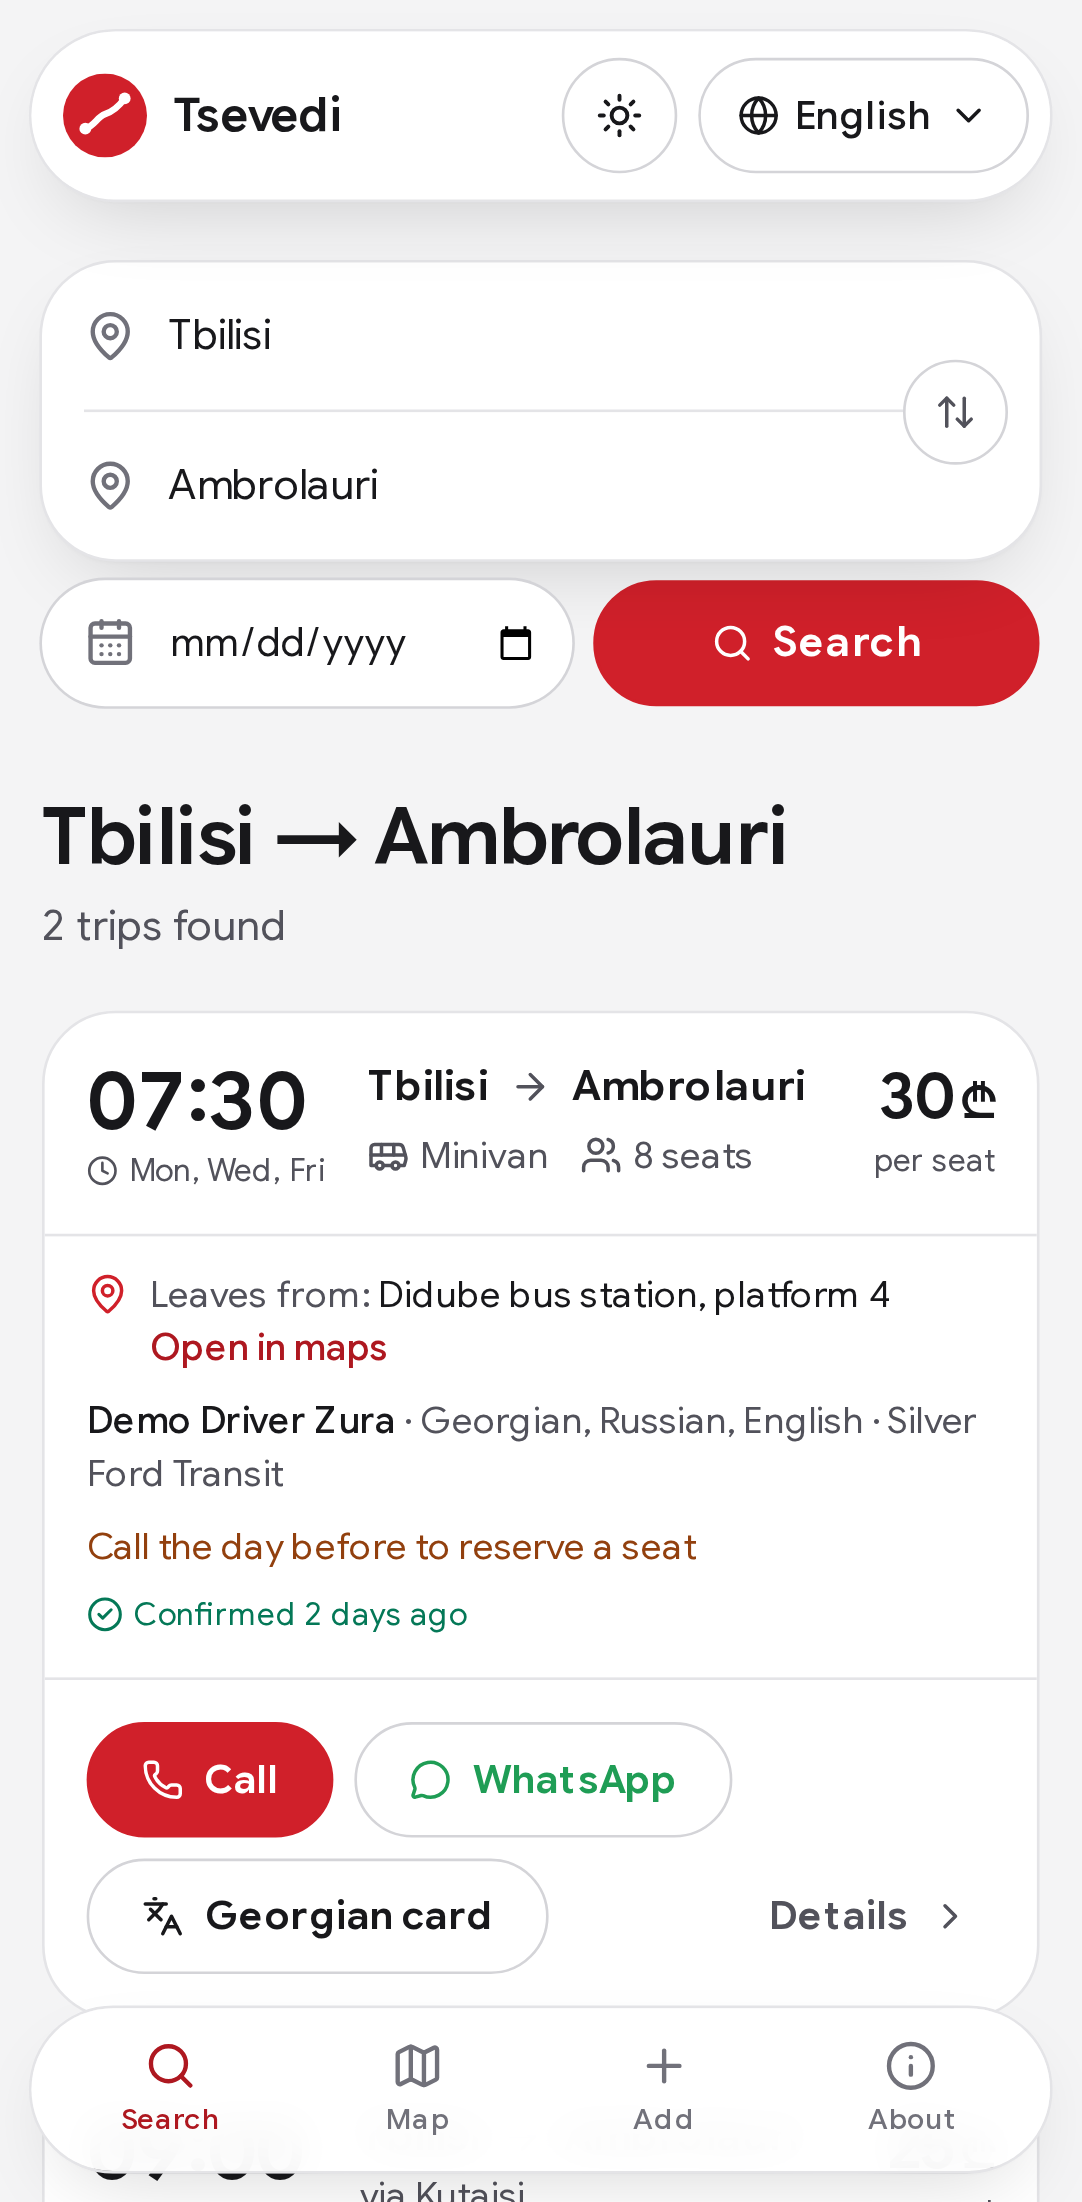 Tsevedi
English
Tbilisi
Ambrolauri
mm/dd/yyyy
Search
Tbilisi → Ambrolauri
2 trips found
07:30
Tbilisi → Ambrolauri
30₾
Mon, Wed, Fri
Minivan
8 seats
per seat
Leaves from: Didube bus station, platform 4
Open in maps
Demo Driver Zura · Georgian, Russian, English · Silver
Ford Transit
Call the day before to reserve a seat
Confirmed 2 days ago
Call
WhatsApp
Georgian card
Details
Search
Map
Add
About
via Kutaisi